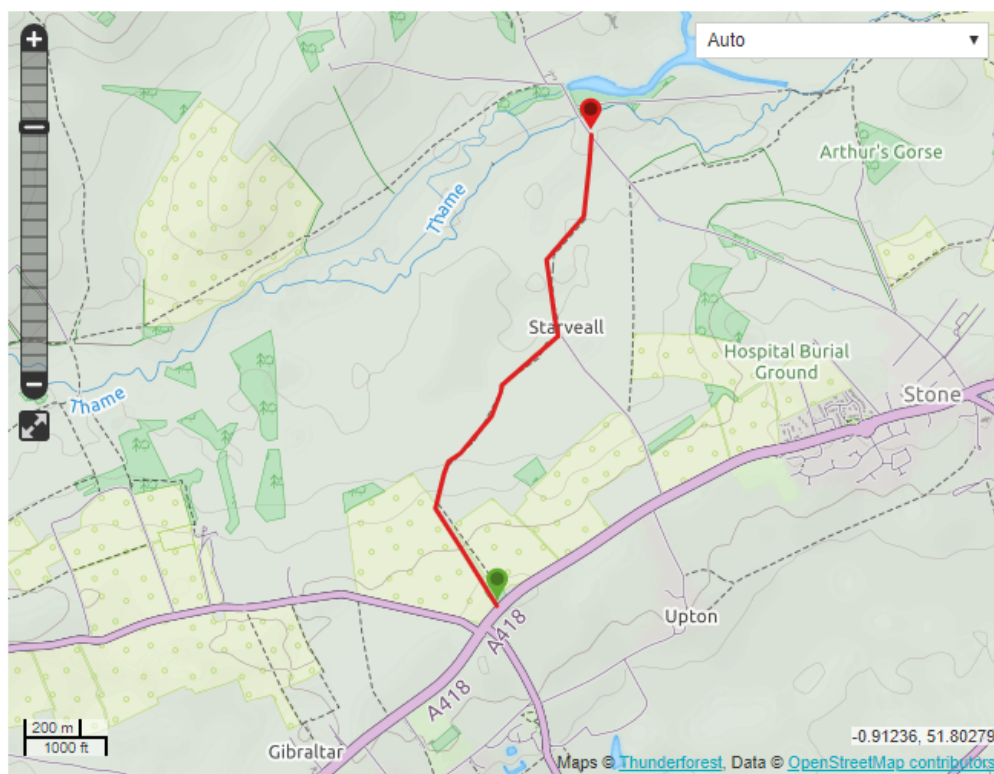 +
Auto
Arthur's Gorse
Thame
Starveall
Hospital Burial
Ground
Stone
Thame
−
Upton
A418
A418
Gibraltar
200 m
1000 ft
-0.91236, 51.80279
Maps © Thunderforest, Data © OpenStreetMap contributors